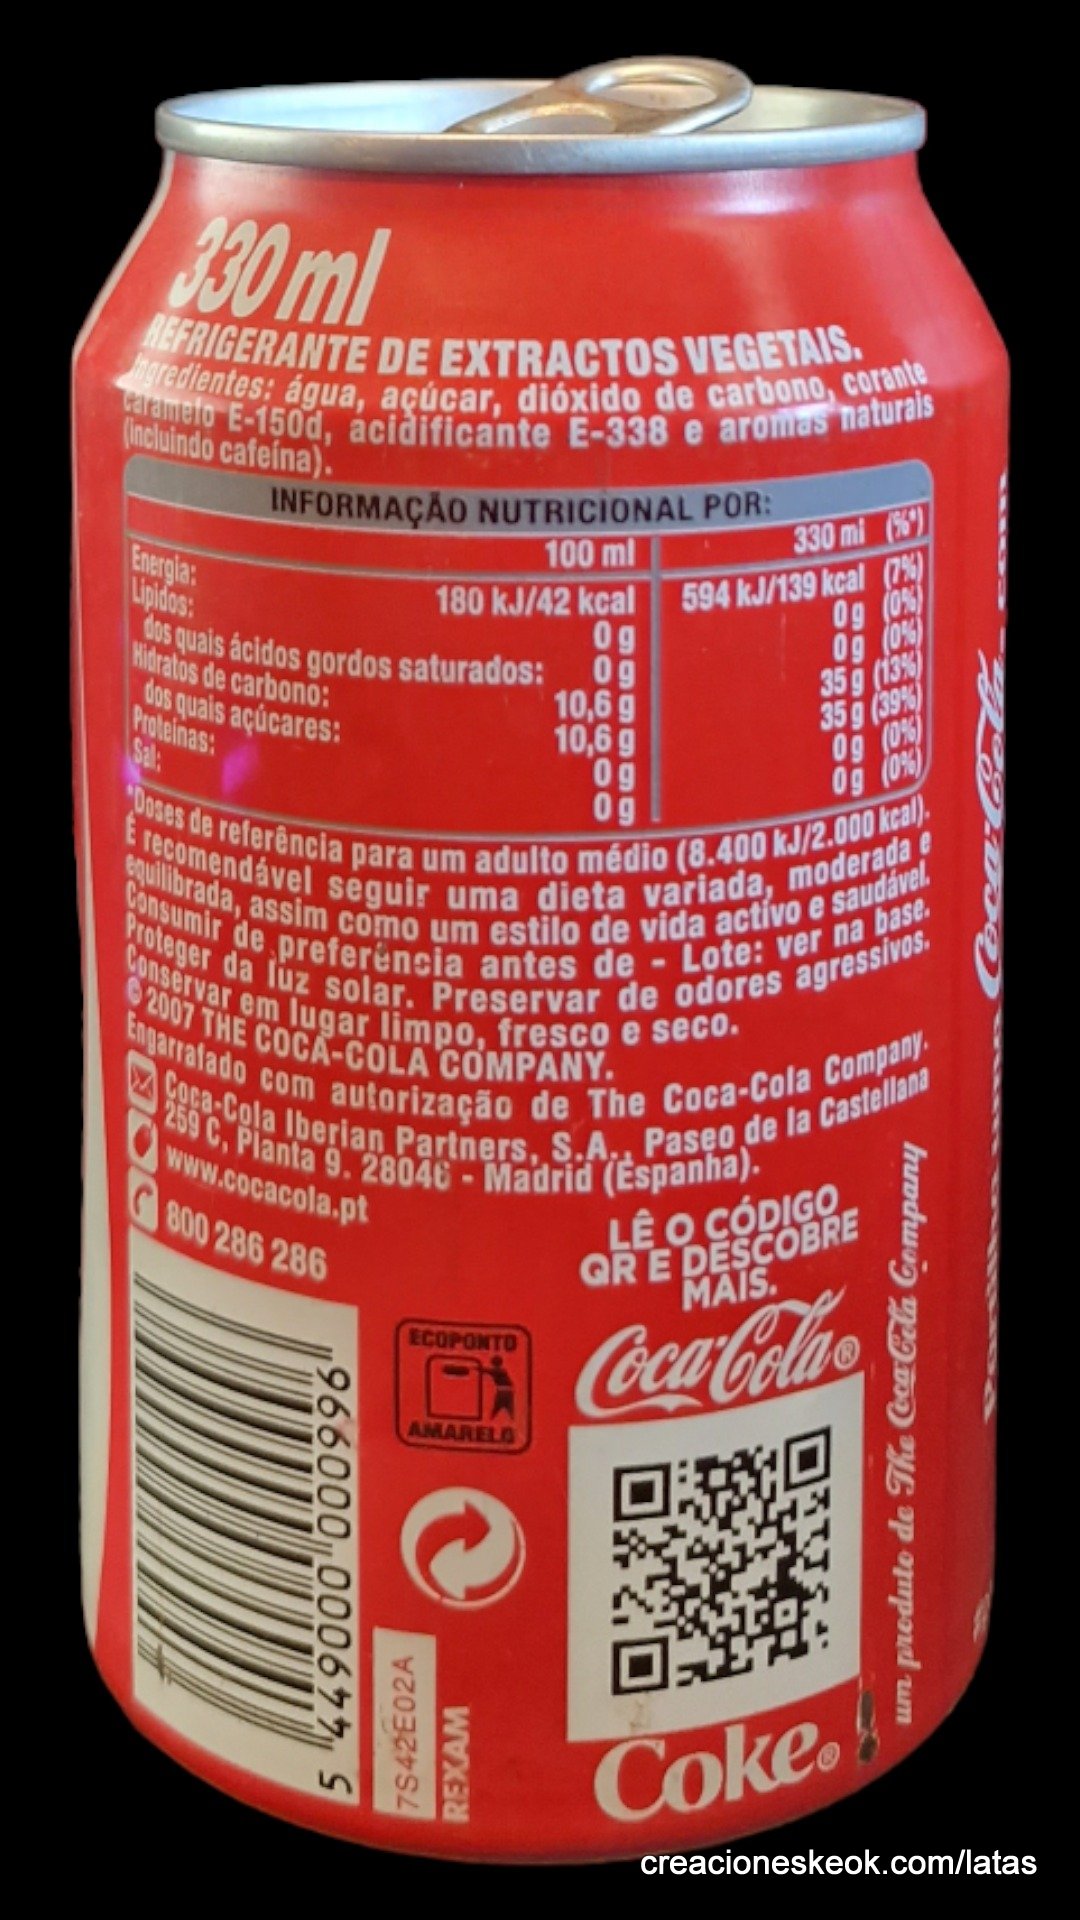 330 ml
REFRIGERANTE DE EXTRACTOS VEGETAIS.
Ingredientes: água, açúcar, dióxido de carbono, corante
caramelo E-150d, acidificante E-338 e aromas naturais
(incluindo cafeína).
INFORMAÇÃO NUTRICIONAL POR:
100 ml 330 ml (%*)
Energia: 180 kJ/42 kcal 594 kJ/139 kcal (7%)
Lípidos: 0 g 0 g (0%)
dos quais ácidos gordos saturados: 0 g 0 g (0%)
Hidratos de carbono: 10,6 g 35 g (13%)
dos quais açúcares: 10,6 g 35 g (39%)
Proteínas: 0 g 0 g (0%)
Sal: 0 g 0 g (0%)
*Doses de referência para um adulto médio (8.400 kJ/2.000 kcal).
É recomendável seguir uma dieta variada, moderada e
equilibrada, assim como um estilo de vida activo e saudável.
Consumir de preferência antes de - Lote: ver na base.
Proteger da luz solar. Preservar de odores agressivos.
Conservar em lugar limpo, fresco e seco.
© 2007 THE COCA-COLA COMPANY.
Engarrafado com autorização de The Coca-Cola Company.
Coca-Cola Iberian Partners, S.A., Paseo de la Castellana
259 C, Planta 9. 28046 - Madrid (Espanha).
www.cocacola.pt
800 286 286
LÊ O CÓDIGO
QR E DESCOBRE
MAIS.
Coca-Cola®
Coke®
ECOPONTO
AMARELO
5 449000 000996
7S42E02A
REXAM
um produto de The Coca-Cola Company
Coca-Cola
creacioneskeok.com/latas